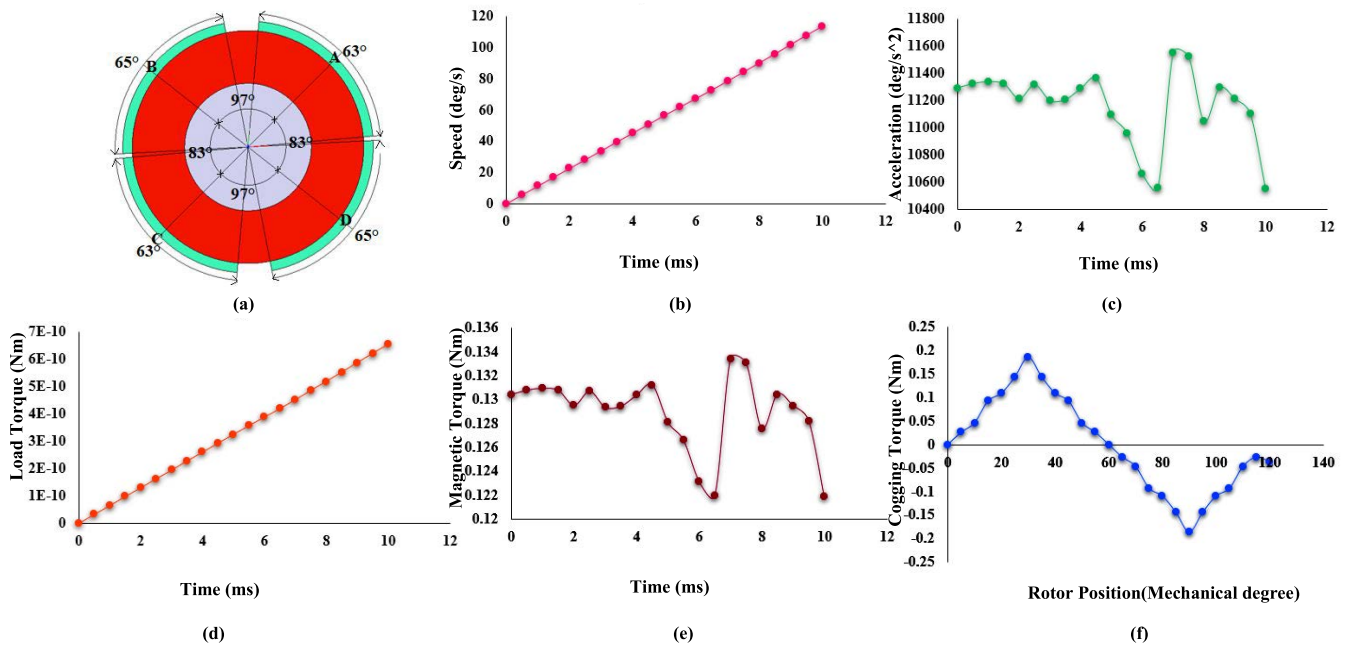 63°
A
65°
B
97°
83°
83°
97°
D
65°
C
63°
(a)
120
100
80
60
40
20
0
Speed (deg/s)
0 2 4 6 8 10 12
Time (ms)
(b)
11800
11600
11400
11200
11000
10800
10600
10400
Acceleration (deg/s^2)
0 2 4 6 8 10 12
Time (ms)
(c)
7E-10
6E-10
5E-10
4E-10
3E-10
2E-10
1E-10
0
Load Torque (Nm)
0 2 4 6 8 10 12
Time (ms)
(d)
0.136
0.134
0.132
0.13
0.128
0.126
0.124
0.122
0.12
Magnetic Torque (Nm)
0 2 4 6 8 10 12
Time (ms)
(e)
0.25
0.2
0.15
0.1
0.05
0
-0.05
-0.1
-0.15
-0.2
-0.25
Cogging Torque (Nm)
0 20 40 60 80 100 120 140
Rotor Position(Mechanical degree)
(f)